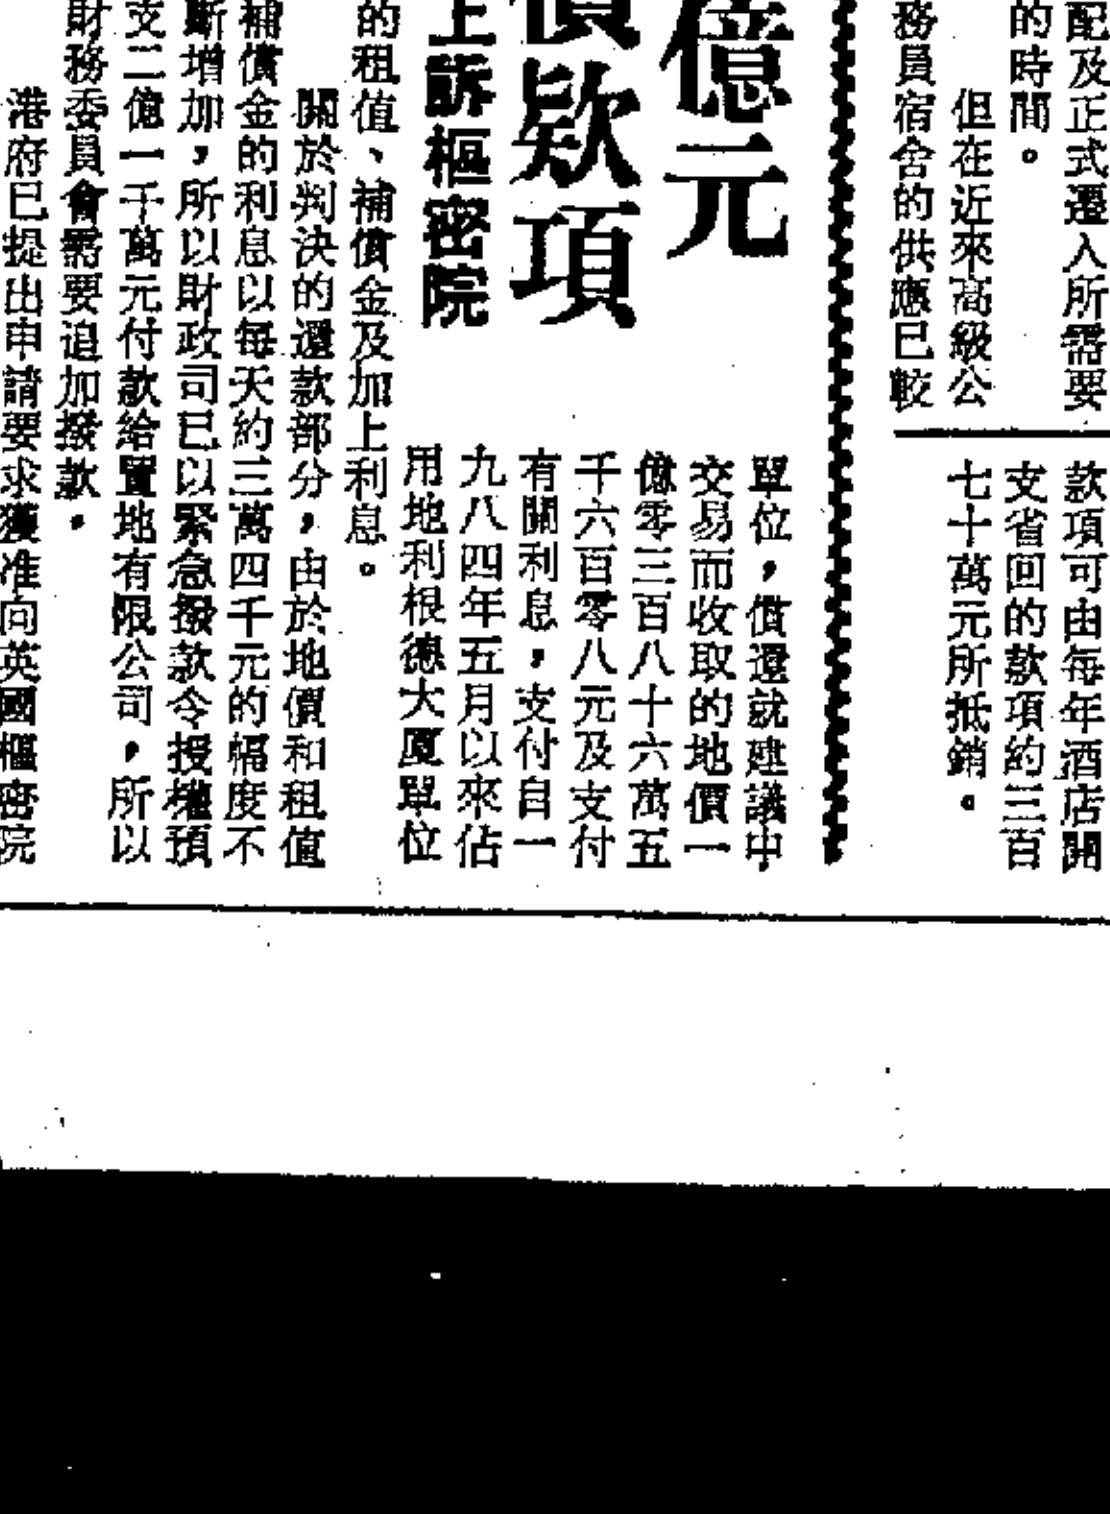 配及正式遷入所需要
的時間。
但在近來高級公
務員宿舍的供應已較
款項可由每年酒店開
支省回的款項約三百
七十萬元所抵銷。
億元
償欵項
上訴樞密院
單位，償還就建議中
交易而收取的地價一
億零三百八十六萬五
千六百零八元及支付
有關利息，支付自一
九八四年五月以來佔
用地利根德大厦單位
的租值、補償金及加上利息。
關於判決的還款部分，由於地價和租值
補償金的利息以每天約三萬四千元的幅度不
斷增加，所以財政司已以緊急撥款令授權預
支二億一千萬元付款給置地有限公司，所以
財務委員會需要追加撥款。
港府已提出申請要求獲准向英國樞密院